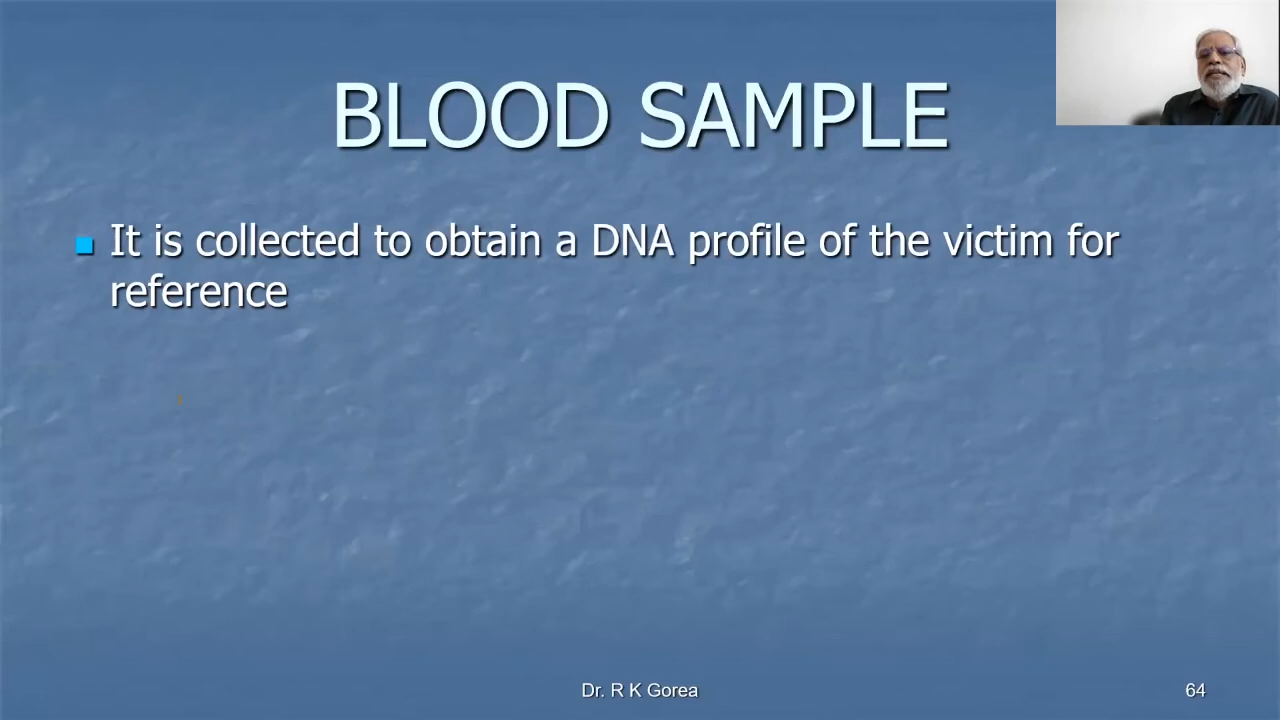 BLOOD SAMPLE
It is collected to obtain a DNA profile of the victim for
reference
Dr. R K Gorea
64